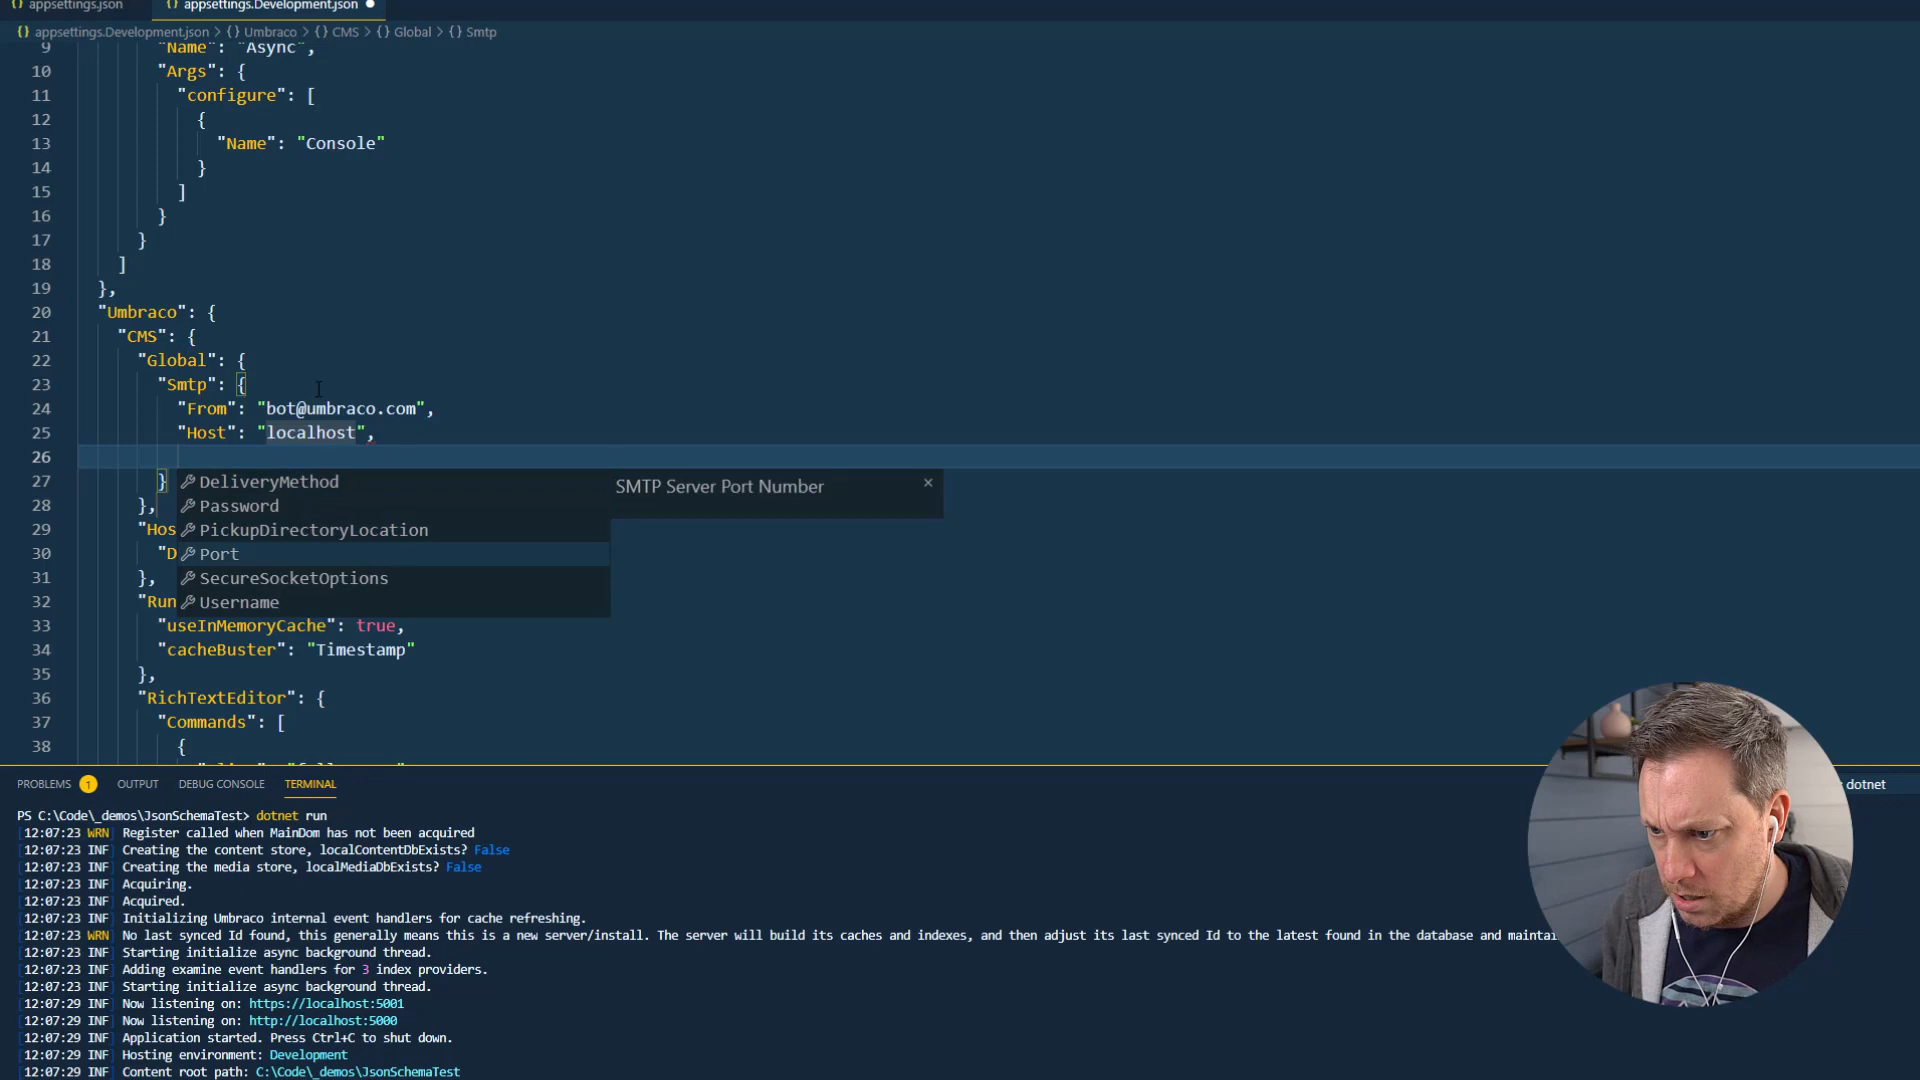 appsettings.json
appsettings.Development.json
appsettings.Development.json > {} Umbraco > {} CMS > {} Global > {} Smtp
9 "Name": "Async",
10 "Args": {
11 "configure": [
12 {
13 "Name": "Console"
14 }
15 ]
16 }
17 }
18 ]
19 },
20 "Umbraco": {
21 "CMS": {
22 "Global": {
23 "Smtp": {
24 "From": "bot@umbraco.com",
25 "Host": "localhost",
26
27 } DeliveryMethod SMTP Server Port Number ×
28 }, Password
29 "Hos PickupDirectoryLocation
30 "D Port
31 }, SecureSocketOptions
32 "Run Username
33 "useInMemoryCache": true,
34 "cacheBuster": "Timestamp"
35 },
36 "RichTextEditor": {
37 "Commands": [
38 {
PROBLEMS 1 OUTPUT DEBUG CONSOLE TERMINAL dotnet
PS C:\Code\_demos\JsonSchemaTest> dotnet run
[12:07:23 WRN] Register called when MainDom has not been acquired
[12:07:23 INF] Creating the content store, localContentDbExists? False
[12:07:23 INF] Creating the media store, localMediaDbExists? False
[12:07:23 INF] Acquiring.
[12:07:23 INF] Acquired.
[12:07:23 INF] Initializing Umbraco internal event handlers for cache refreshing.
[12:07:23 WRN] No last synced Id found, this generally means this is a new server/install. The server will build its caches and indexes, and then adjust its last synced Id to the latest found in the database and maintai
[12:07:23 INF] Starting initialize async background thread.
[12:07:23 INF] Adding examine event handlers for 3 index providers.
[12:07:23 INF] Starting initialize async background thread.
[12:07:29 INF] Now listening on: https://localhost:5001
[12:07:29 INF] Now listening on: http://localhost:5000
[12:07:29 INF] Application started. Press Ctrl+C to shut down.
[12:07:29 INF] Hosting environment: Development
[12:07:29 INF] Content root path: C:\Code\_demos\JsonSchemaTest